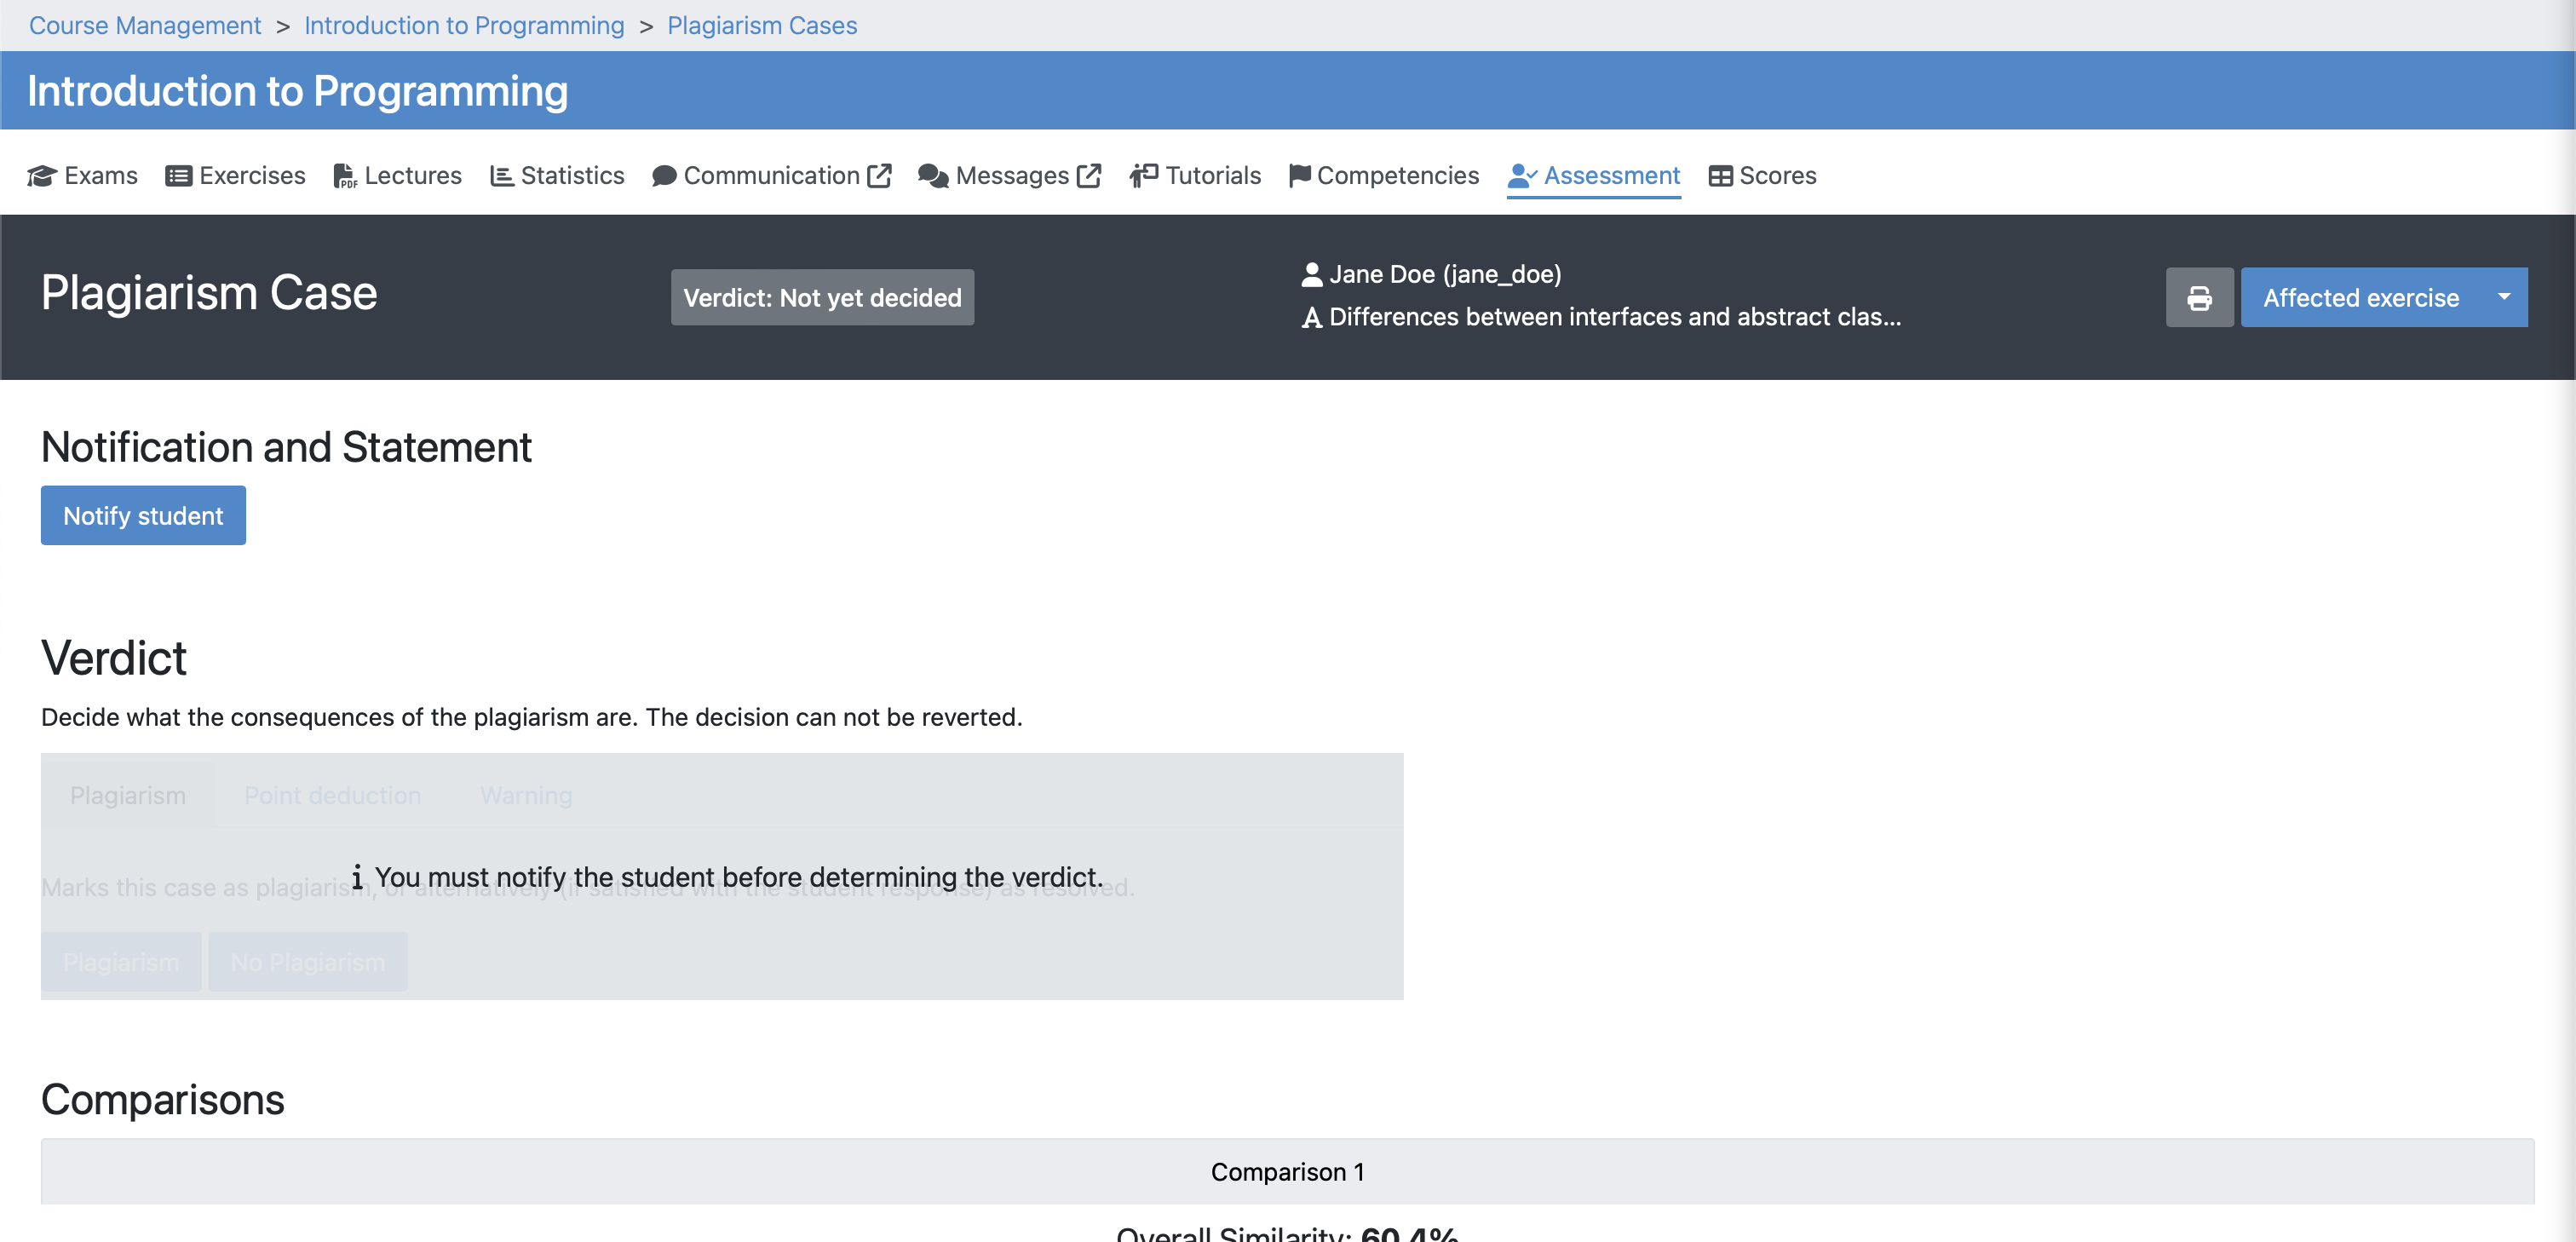 Course Management > Introduction to Programming > Plagiarism Cases
Introduction to Programming
Exams Exercises Lectures Statistics Communication Messages Tutorials Competencies Assessment Scores
Plagiarism Case
Verdict: Not yet decided
Jane Doe (jane_doe)
Differences between interfaces and abstract clas...
Affected exercise
Notification and Statement
Notify student
Verdict
Decide what the consequences of the plagiarism are. The decision can not be reverted.
Plagiarism Point deduction Warning
You must notify the student before determining the verdict.
Marks this case as plagiarism, or alternatively (if satisfied with the student response) as resolved.
Plagiarism No Plagiarism
Comparisons
Comparison 1
Overall Similarity: 60.4%